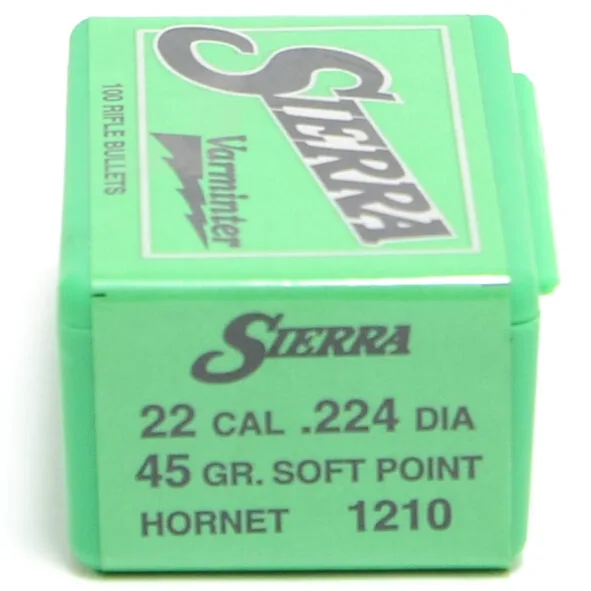 SIERRA
Varminter
100 RIFLE BULLETS
SIERRA
22 CAL .224 DIA
45 GR. SOFT POINT
HORNET 1210